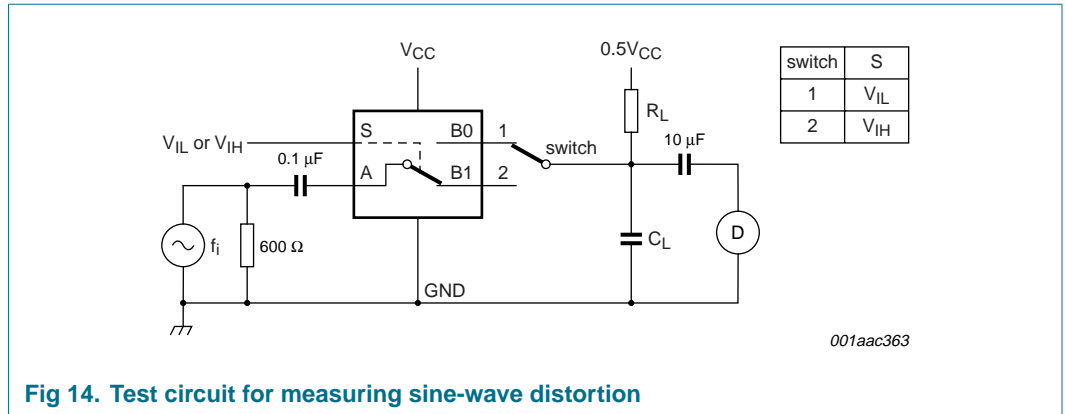 VCC
0.5VCC
switch S
1 VIL
2 VIH
RL
S B0 1
VIL or VIH
switch
10 μF
0.1 μF
A B1 2
D
CL
fi
600 Ω
GND
001aac363
Fig 14. Test circuit for measuring sine-wave distortion